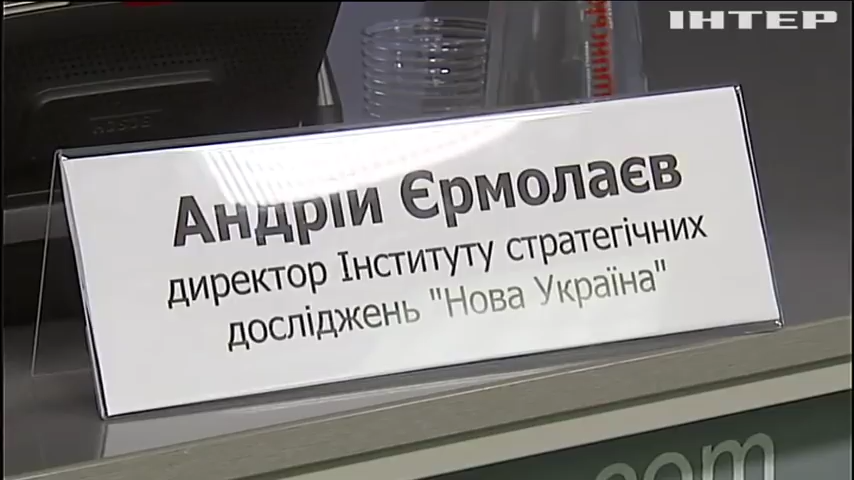 ІНТЕР
Андрій Єрмолаєв
директор Інституту стратегічних
досліджень "Нова Україна"
com